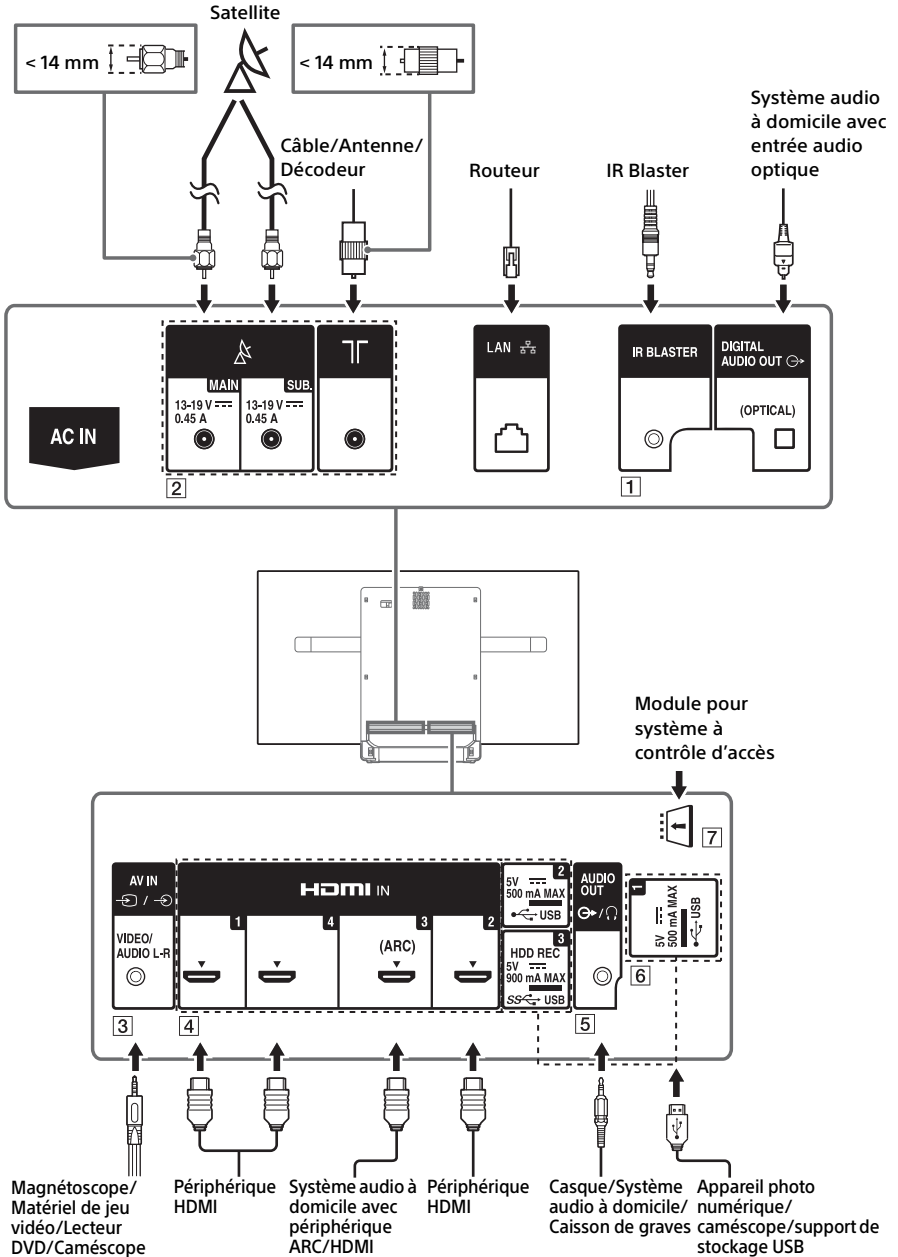 Satellite
< 14 mm
< 14 mm
Système audio
à domicile avec
entrée audio
optique
Câble/Antenne/
Décodeur
Routeur
IR Blaster
AC IN
MAIN
13-19 V
0.45 A
SUB.
13-19 V
0.45 A
2
LAN
IR BLASTER
1
DIGITAL
AUDIO OUT
(OPTICAL)
Module pour
système à
contrôle d'accès
7
AV IN
/
VIDEO/
AUDIO L-R
3
HDMI IN
1
4
3
(ARC)
2
4
2
5V
500 mA MAX
USB
3
HDD REC
5V
900 mA MAX
SS USB
AUDIO
OUT
/
5
1
5V
500 mA MAX
USB
6
Magnétoscope/
Matériel de jeu
vidéo/Lecteur
DVD/Caméscope
Périphérique
HDMI
Système audio à
domicile avec
périphérique
ARC/HDMI
Périphérique
HDMI
Casque/Système
audio à domicile/
Caisson de graves
Appareil photo
numérique/
caméscope/support de
stockage USB